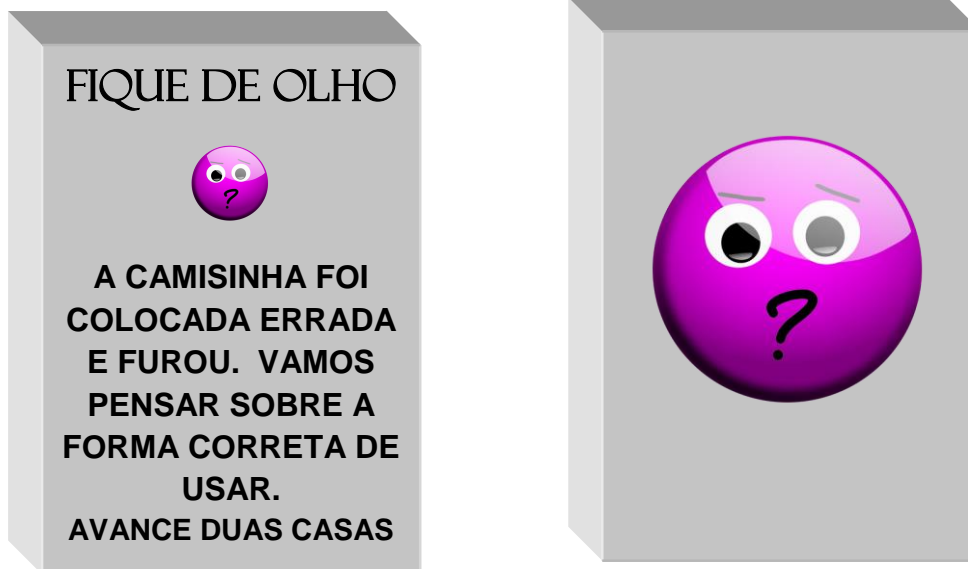 FIQUE DE OLHO
?
A CAMISINHA FOI
COLOCADA ERRADA
E FUROU. VAMOS
PENSAR SOBRE A
FORMA CORRETA DE
USAR.
AVANCE DUAS CASAS
?